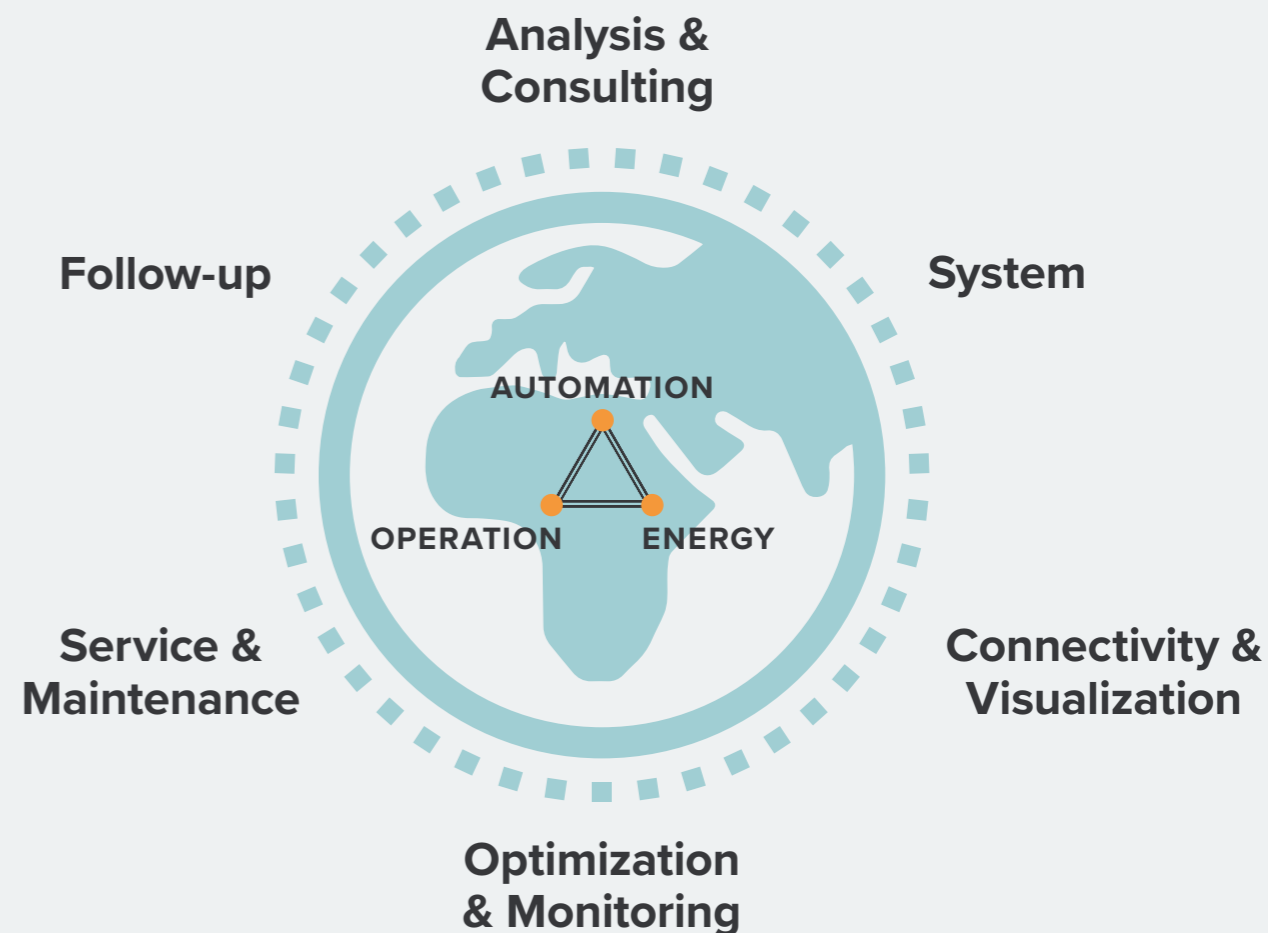 Analysis &
Consulting
Follow-up
System
AUTOMATION
OPERATION
ENERGY
Service &
Maintenance
Connectivity &
Visualization
Optimization
& Monitoring